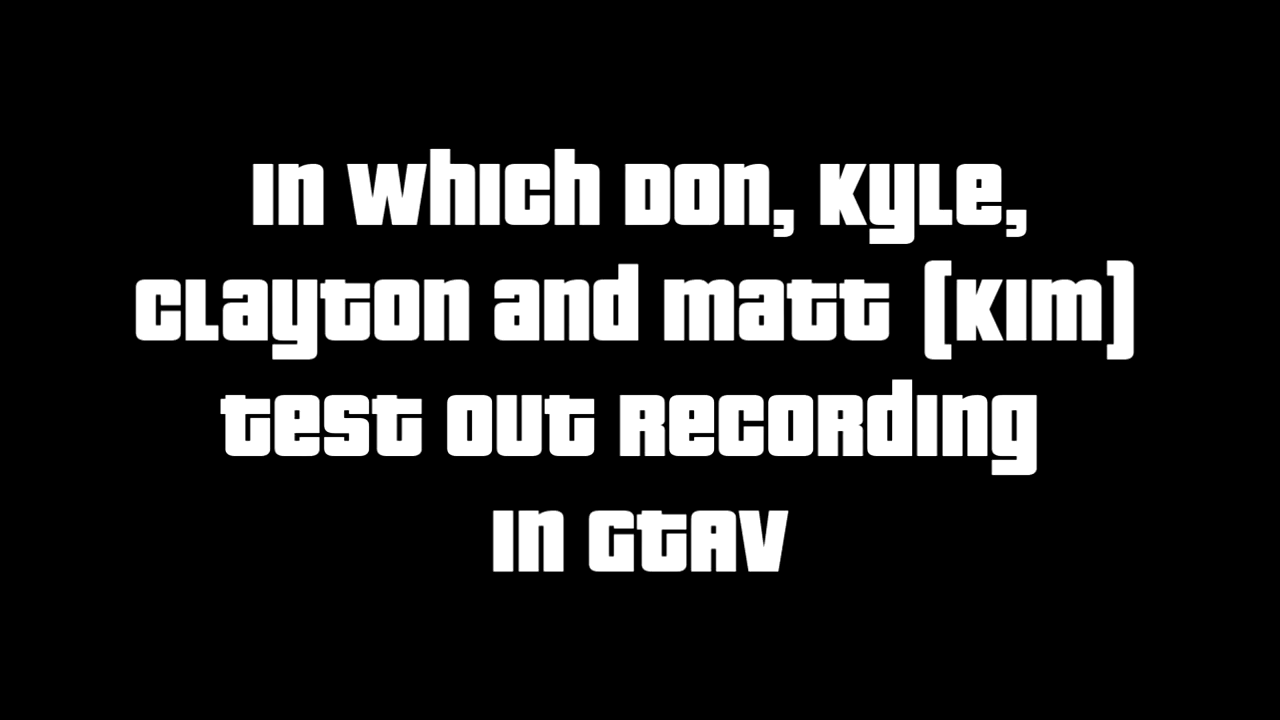 In which Don, Kyle,
Clayton and Matt (Kim)
test out recording
in GTAV